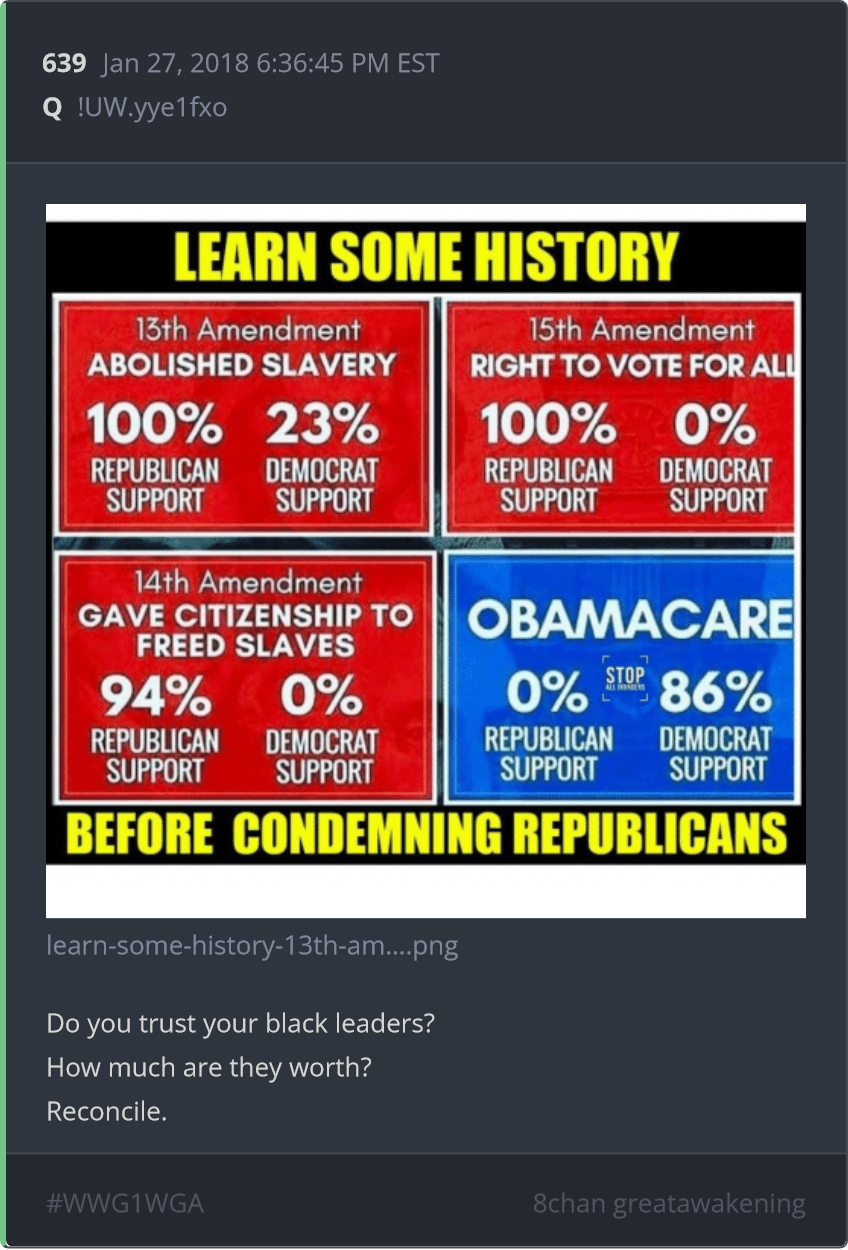 639 Jan 27, 2018 6:36:45 PM EST
Q !UW.yye1fxo
LEARN SOME HISTORY
13th Amendment
ABOLISHED SLAVERY
100% 23%
REPUBLICAN DEMOCRAT
SUPPORT SUPPORT
15th Amendment
RIGHT TO VOTE FOR ALL
100% 0%
REPUBLICAN DEMOCRAT
SUPPORT SUPPORT
14th Amendment
GAVE CITIZENSHIP TO
FREED SLAVES
94% 0%
REPUBLICAN DEMOCRAT
SUPPORT SUPPORT
OBAMACARE
0% 86%
STOP
ALL INVADERS
REPUBLICAN DEMOCRAT
SUPPORT SUPPORT
BEFORE CONDEMNING REPUBLICANS
learn-some-history-13th-am....png
Do you trust your black leaders?
How much are they worth?
Reconcile.
#WWG1WGA 8chan greatawakening